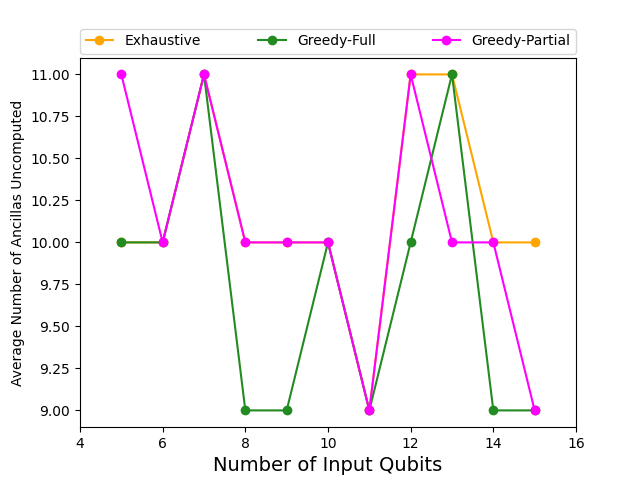 Exhaustive Greedy-Full Greedy-Partial
Average Number of Ancillas Uncomputed
11.00
10.75
10.50
10.25
10.00
9.75
9.50
9.25
9.00
4 6 8 10 12 14 16
Number of Input Qubits